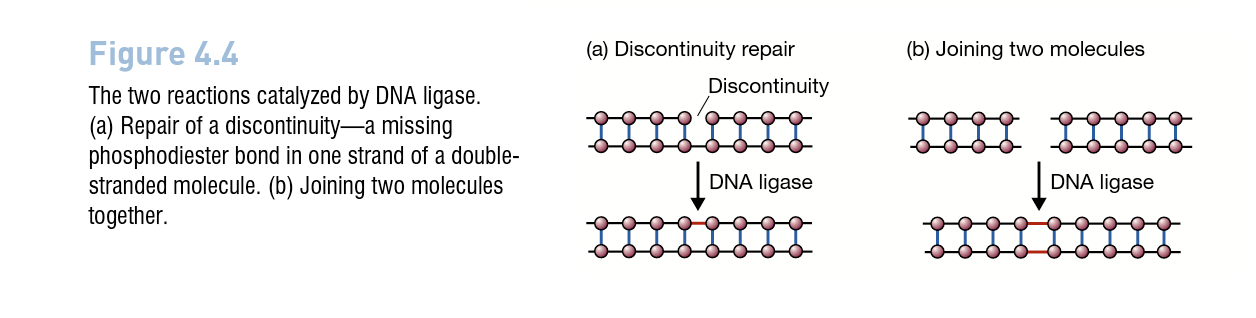 Figure 4.4
The two reactions catalyzed by DNA ligase.
(a) Repair of a discontinuity—a missing
phosphodiester bond in one strand of a double-
stranded molecule. (b) Joining two molecules
together.
(a) Discontinuity repair
Discontinuity
DNA ligase
(b) Joining two molecules
DNA ligase